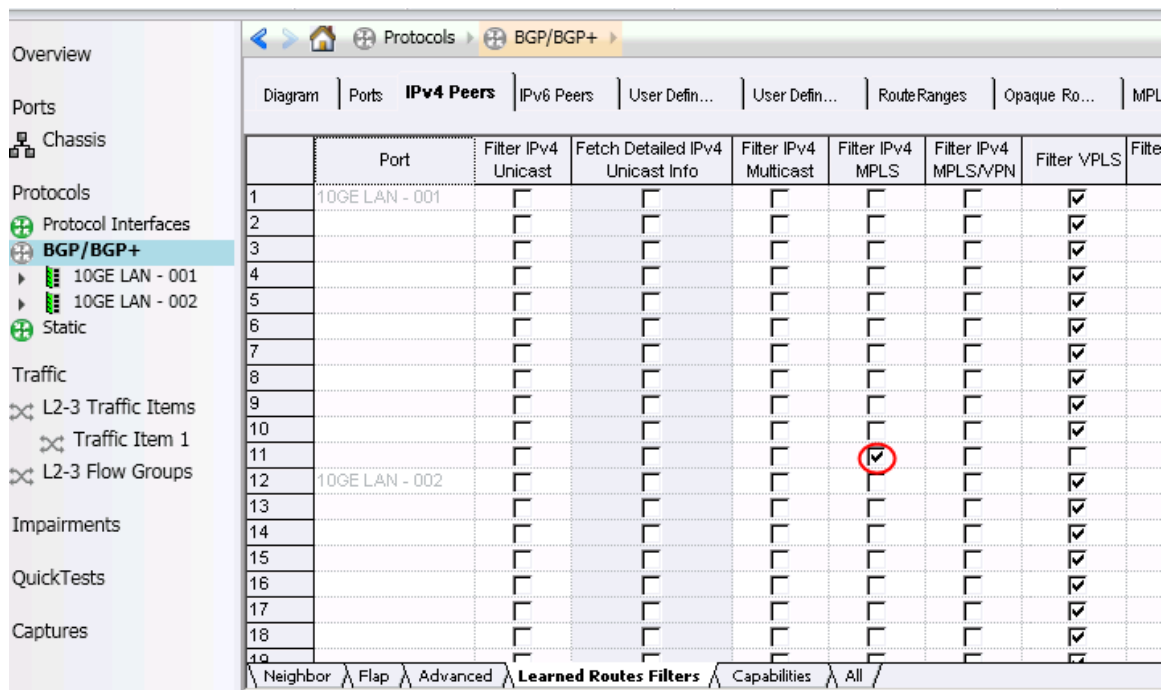 Overview
Ports
Chassis
Protocols
Protocol Interfaces
BGP/BGP+
10GE LAN - 001
10GE LAN - 002
Static
Traffic
L2-3 Traffic Items
Traffic Item 1
L2-3 Flow Groups
Impairments
QuickTests
Captures
Protocols BGP/BGP+
Diagram Ports IPv4 Peers IPv6 Peers User Defin... User Defin... RouteRanges Opaque Ro... MPL
Port Filter IPv4 Unicast Fetch Detailed IPv4 Unicast Info Filter IPv4 Multicast Filter IPv4 MPLS Filter IPv4 MPLS/VPN Filter VPLS Filte
1 10GE LAN - 001
2
3
4
5
6
7
8
9
10
11
12 10GE LAN - 002
13
14
15
16
17
18
19
Neighbor Flap Advanced Learned Routes Filters Capabilities All